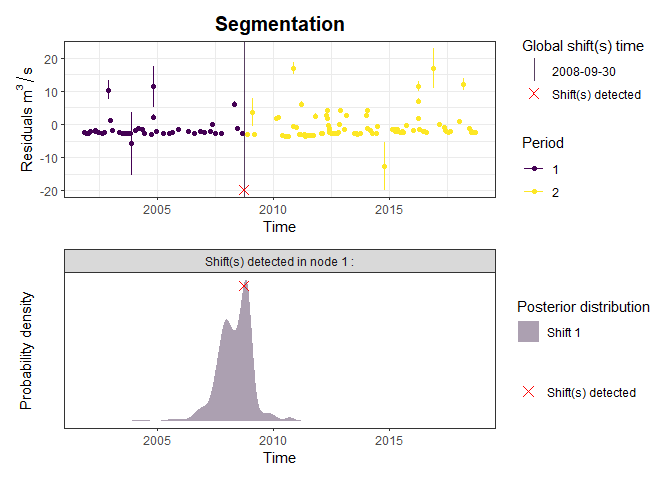 Segmentation
Residuals m³/s
20
10
0
-10
-20
2005
2010
2015
Time
Global shift(s) time
2008-09-30
Shift(s) detected
Period
1
2
Shift(s) detected in node 1 :
Probability density
2005
2010
2015
Time
Posterior distribution
Shift 1
Shift(s) detected